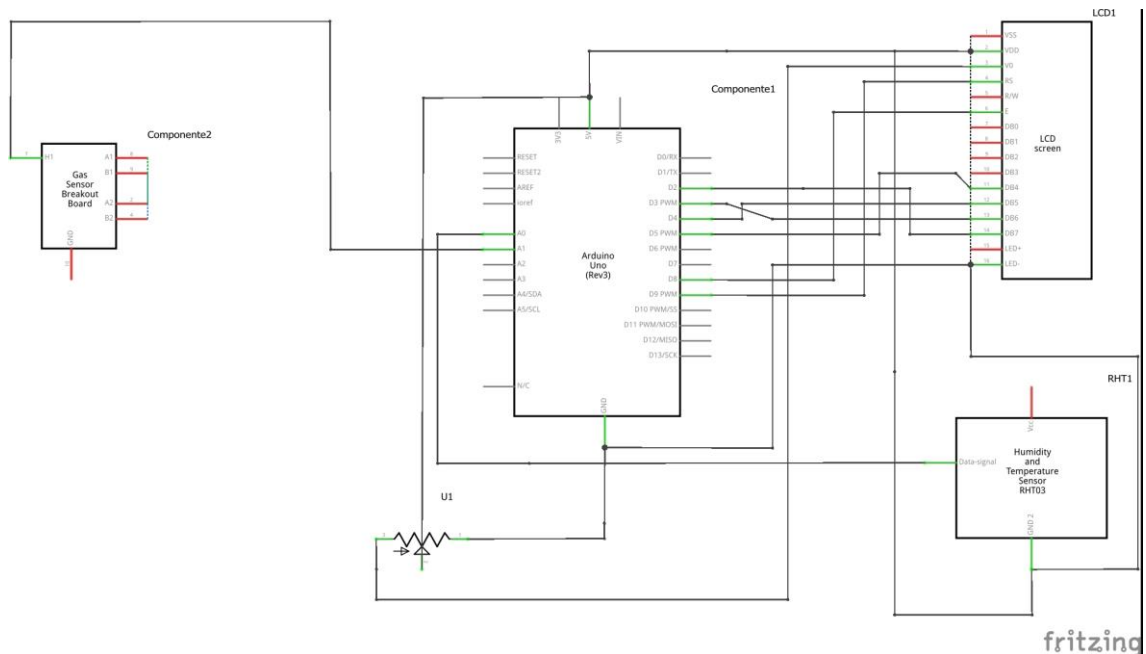 LCD1
Componente1
Componente2
H1
Gas
Sensor
Breakout
Board
A1
B1
A2
B2
GND
3V3
5V
VIN
RESET
RESET2
AREF
ioref
A0
A1
A2
A3
A4/SDA
A5/SCL
N/C
Arduino
Uno
(Rev3)
D0/RX
D1/TX
D2
D3 PWM
D4
D5 PWM
D6 PWM
D7
D8
D9 PWM
D10 PWM/SS
D11 PWM/MOSI
D12/MISO
D13/SCK
GND
VSS
VDD
V0
RS
R/W
E
DB0
DB1
DB2
DB3
DB4
DB5
DB6
DB7
LED+
LED-
LCD
screen
RHT1
Vcc
Data-signal
Humidity
and
Temperature
Sensor
RHT03
GND 2
U1
fritzing